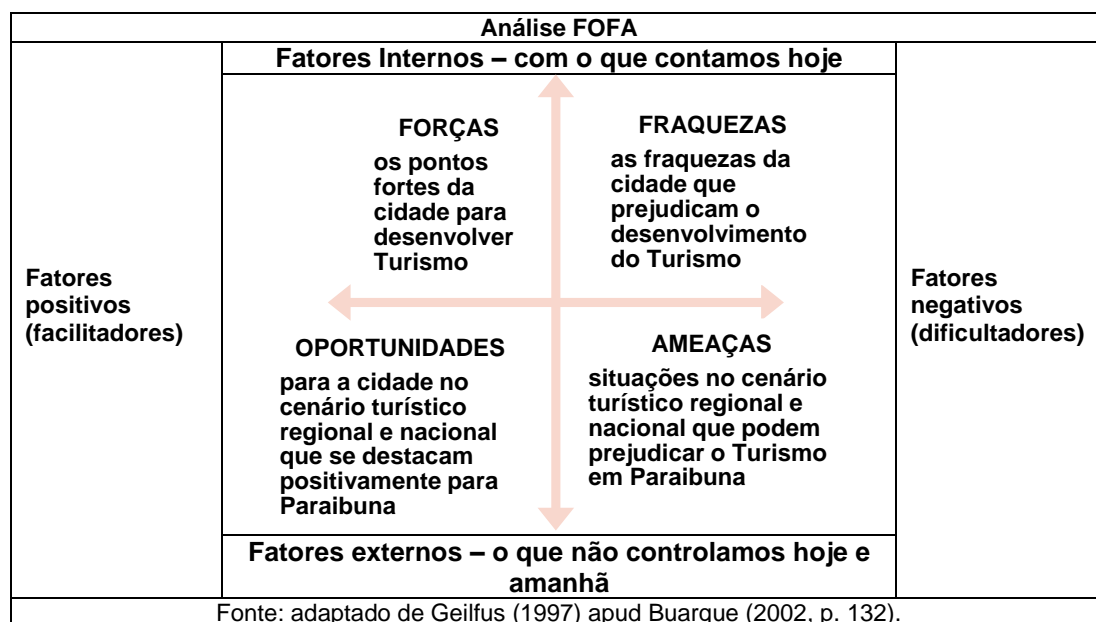 Análise FOFA
Fatores Internos – com o que contamos hoje
Fatores
positivos
(facilitadores)
FORÇAS
os pontos
fortes da
cidade para
desenvolver
Turismo
FRAQUEZAS
as fraquezas da
cidade que
prejudicam o
desenvolvimento
do Turismo
OPORTUNIDADES
para a cidade no
cenário turístico
regional e nacional
que se destacam
positivamente para
Paraibuna
AMEAÇAS
situações no cenário
turístico regional e
nacional que podem
prejudicar o Turismo
em Paraibuna
Fatores
negativos
(dificultadores)
Fatores externos – o que não controlamos hoje e
amanhã
Fonte: adaptado de Geilfus (1997) apud Buarque (2002, p. 132).